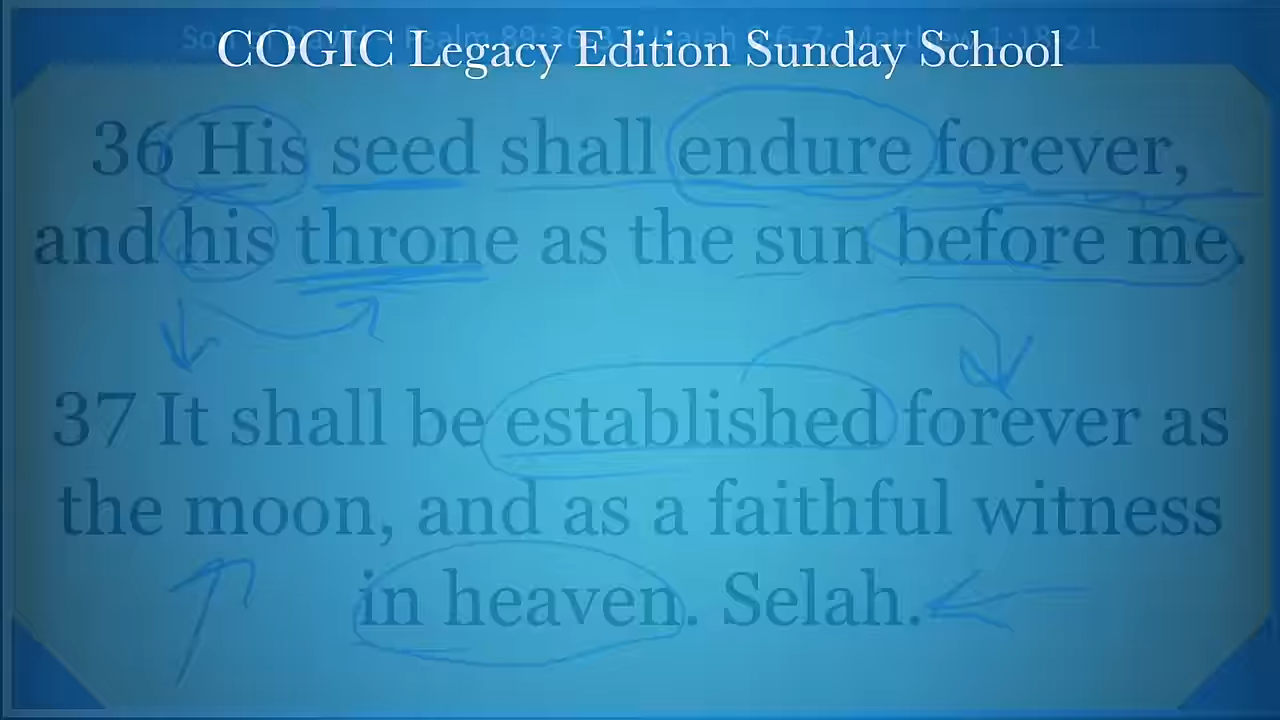 COGIC Legacy Edition Sunday School
36 His seed shall endure forever,
and his throne as the sun before me.
37 It shall be established forever as
the moon, and as a faithful witness
in heaven. Selah.